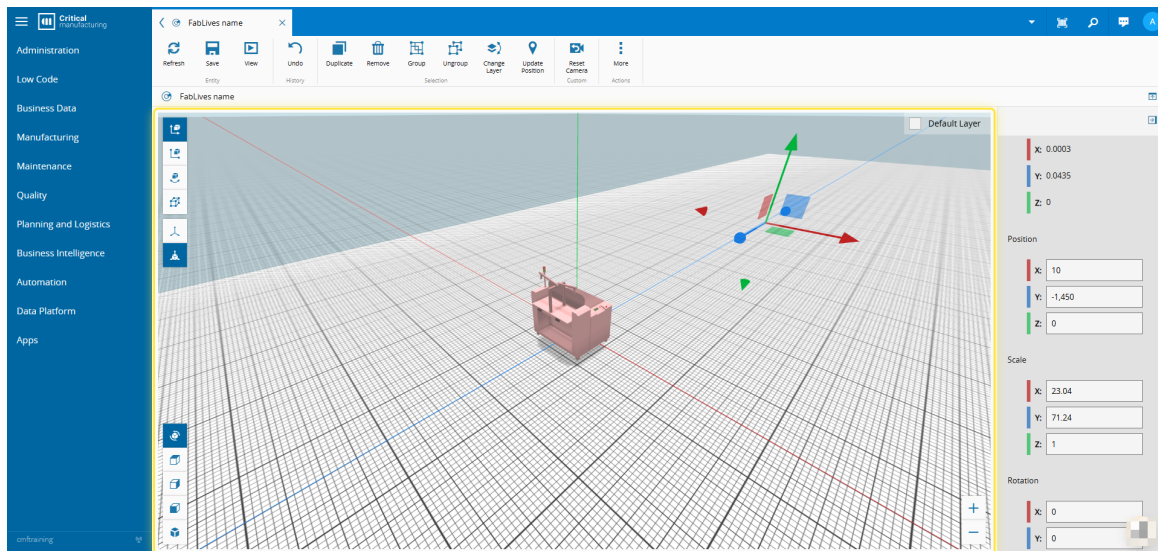 Critical
manufacturing
FabLives name
A
Administration
Low Code
Business Data
Manufacturing
Maintenance
Quality
Planning and Logistics
Business Intelligence
Automation
Data Platform
Apps
cmftraining
Refresh
Save
View
Undo
Duplicate
Remove
Group
Ungroup
Change
Layer
Update
Position
Reset
Camera
More
Entity
History
Selection
Custom
Actions
FabLives name
Default Layer
X: 0.0003
Y: 0.0435
Z: 0
Position
X: 10
Y: -1,450
Z: 0
Scale
X: 23.04
Y: 71.24
Z: 1
Rotation
X: 0
Y: 0